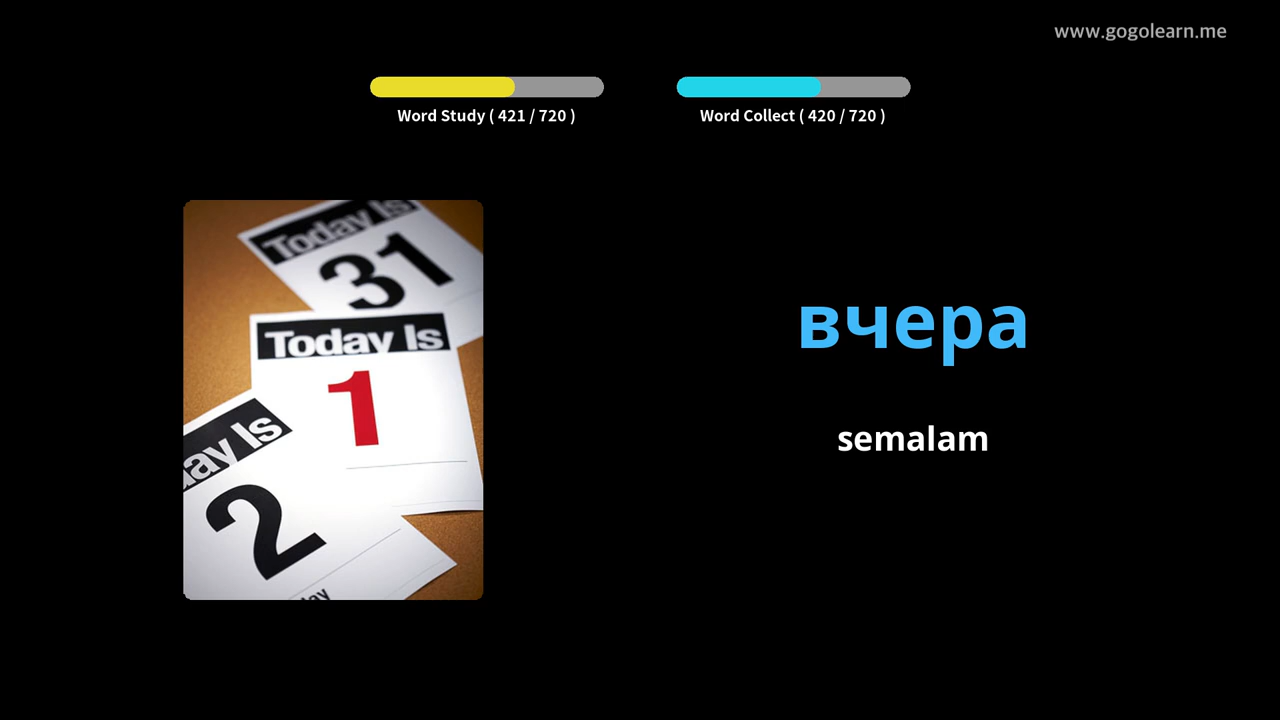 www.gogolearn.me
Word Study ( 421 / 720 )
Word Collect ( 420 / 720 )
Today Is
31
Today Is
1
ay Is
2
ay
вчера
semalam